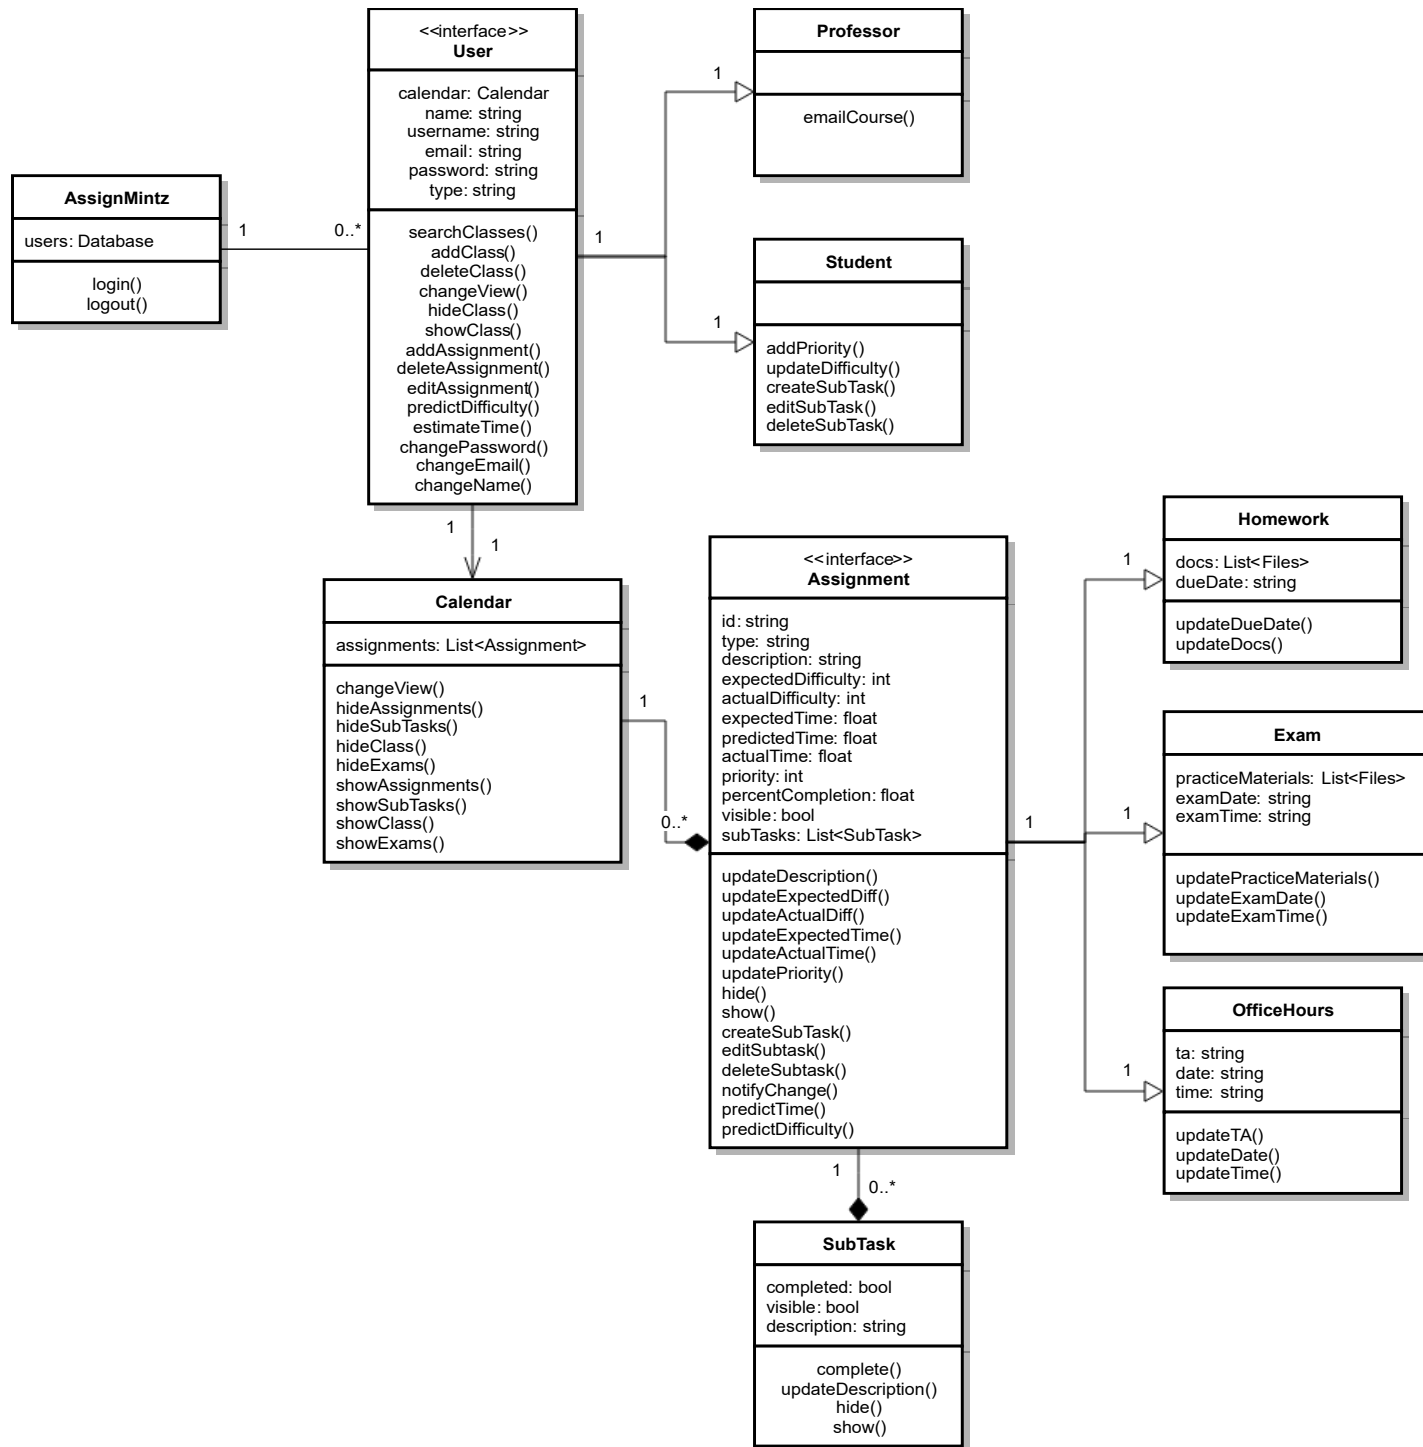 <<interface>>
User
calendar: Calendar
name: string
username: string
email: string
password: string
type: string
searchClasses()
addClass()
deleteClass()
changeView()
hideClass()
showClass()
addAssignment()
deleteAssignment()
editAssignment()
predictDifficulty()
estimateTime()
changePassword()
changeEmail()
changeName()
Professor
emailCourse()
1
AssignMintz
users: Database
login()
logout()
1
0..*
1
Student
addPriority()
updateDifficulty()
createSubTask()
editSubTask()
deleteSubTask()
1
1
1
Calendar
assignments: List<Assignment>
changeView()
hideAssignments()
hideSubTasks()
hideClass()
hideExams()
showAssignments()
showSubTasks()
showClass()
showExams()
1
0..*
<<interface>>
Assignment
id: string
type: string
description: string
expectedDifficulty: int
actualDifficulty: int
expectedTime: float
predictedTime: float
actualTime: float
priority: int
percentCompletion: float
visible: bool
subTasks: List<SubTask>
updateDescription()
updateExpectedDiff()
updateActualDiff()
updateExpectedTime()
updateActualTime()
updatePriority()
hide()
show()
createSubTask()
editSubtask()
deleteSubtask()
notifyChange()
predictTime()
predictDifficulty()
1
1
Homework
docs: List<Files>
dueDate: string
updateDueDate()
updateDocs()
1
Exam
practiceMaterials: List<Files>
examDate: string
examTime: string
updatePracticeMaterials()
updateExamDate()
updateExamTime()
1
OfficeHours
ta: string
date: string
time: string
updateTA()
updateDate()
updateTime()
1
0..*
SubTask
completed: bool
visible: bool
description: string
complete()
updateDescription()
hide()
show()